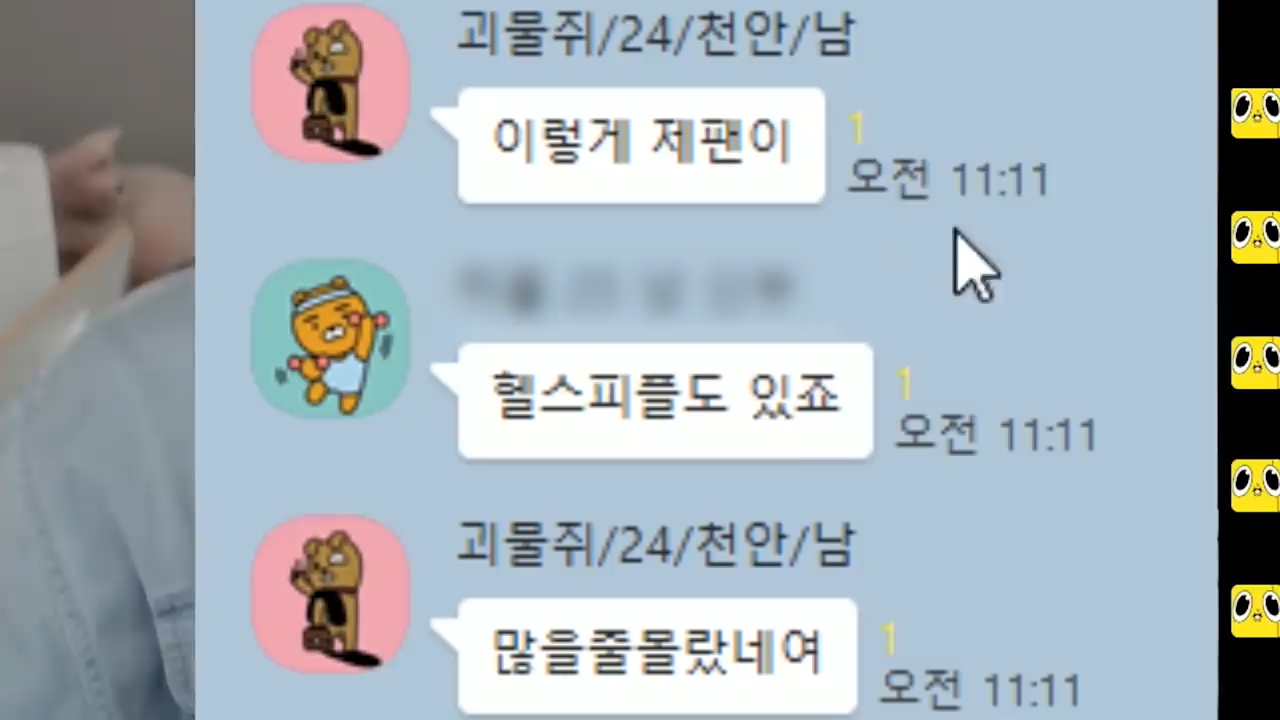 괴물쥐/24/천안/남
이렇게 제팬이
1
오전 11:11
헬스피플도 있죠
1
오전 11:11
괴물쥐/24/천안/남
많을줄몰랐네여
1
오전 11:11